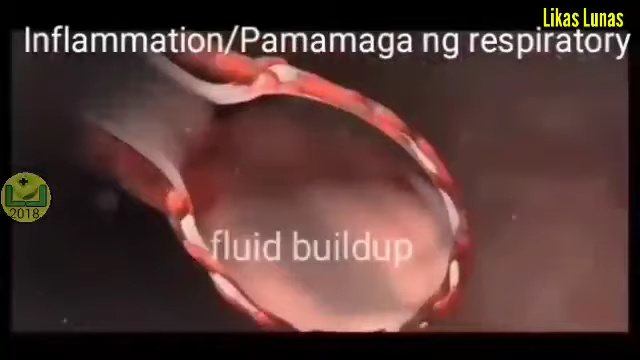 Likas Lunas
Inflammation/Pamamaga ng respiratory
2018
fluid buildup